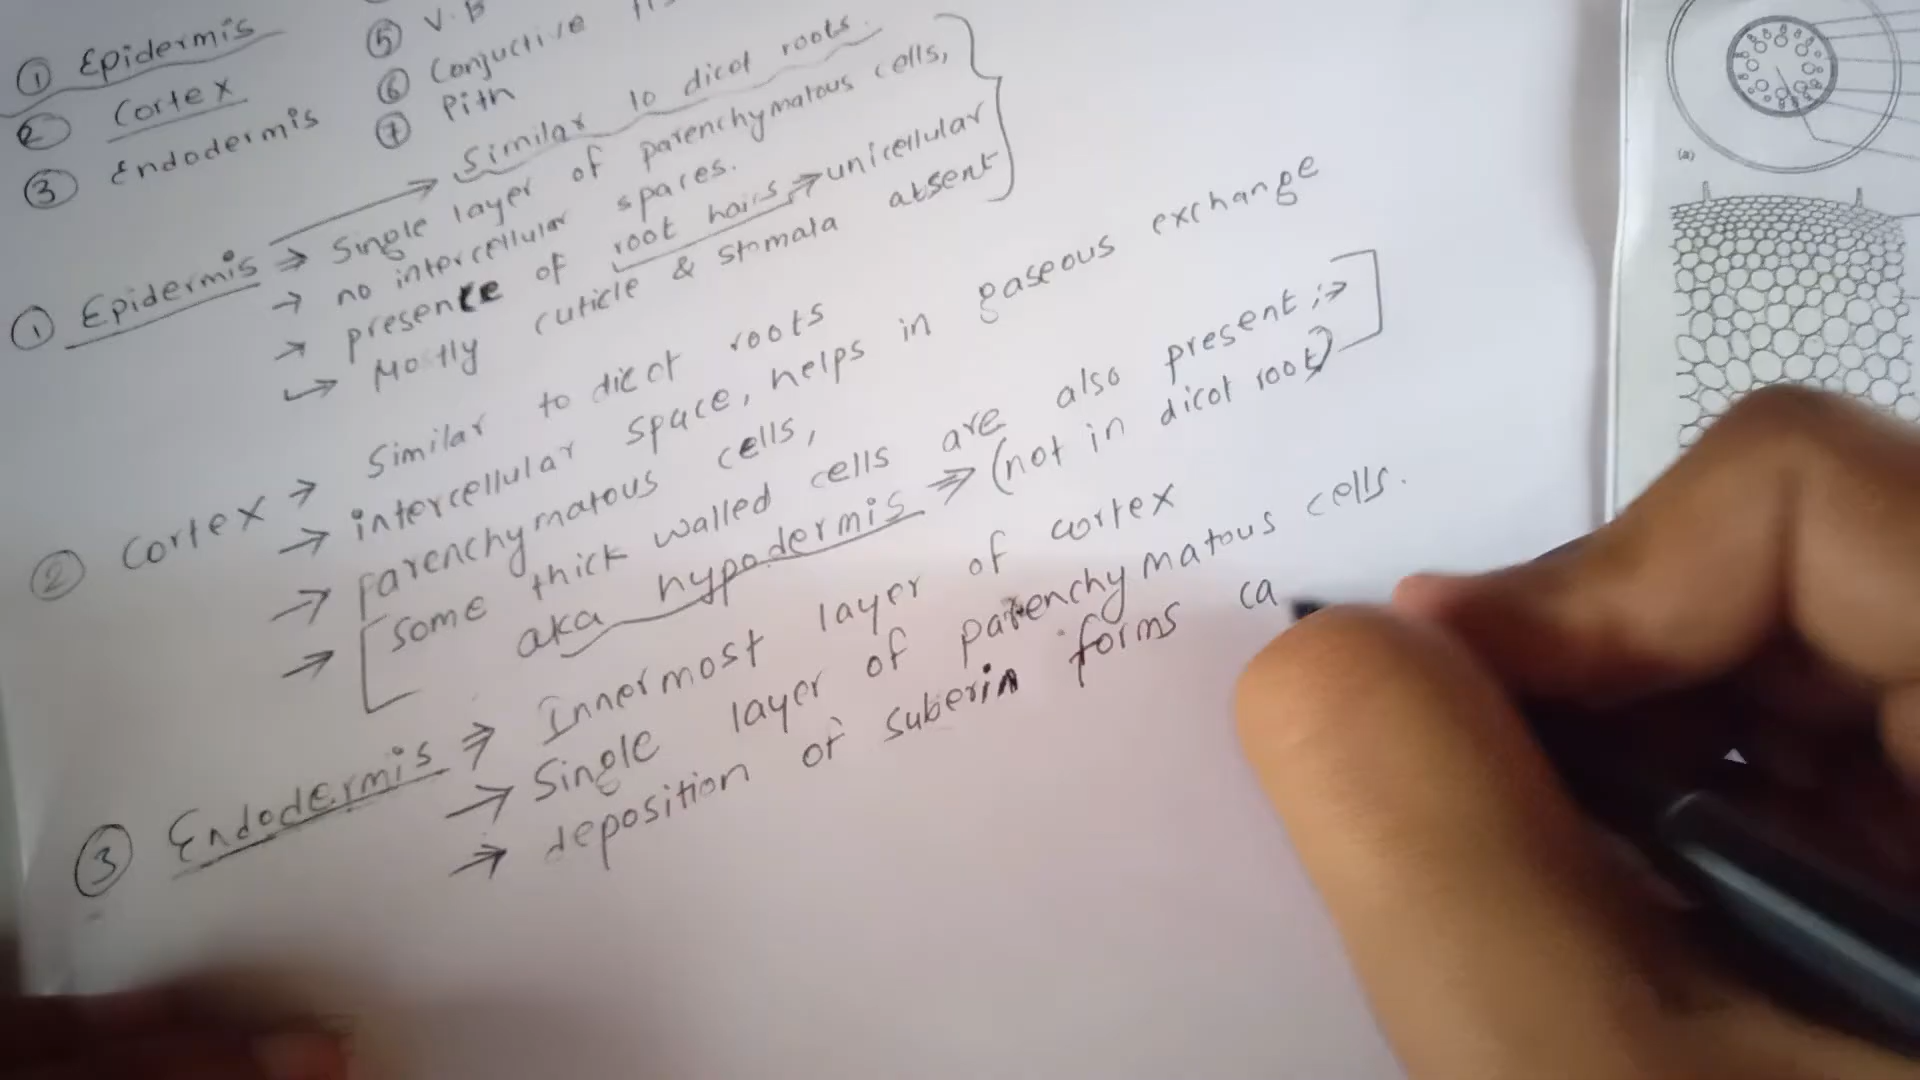 ① Epidermis
② Cortex
③ Endodermis
⑤ V.B
⑥ Conjuctive
⑦ Pith
① Epidermis → Similar to dicot roots.
→ Single layer of parenchymatous cells,
→ no intercellular spaces.
→ presence of root hairs → unicellular
→ Mostly cuticle & stomata absent
② Cortex → Similar to dicot roots
→ intercellular space, helps in gaseous exchange
→ parenchymatous cells,
→ [Some thick walled cells are also present :→
aka hypodermis ⇒ (not in dicot root)]
③ Endodermis ⇒ Innermost layer of cortex
→ Single layer of parenchymatous cells.
→ deposition of suberin forms ca
(a)